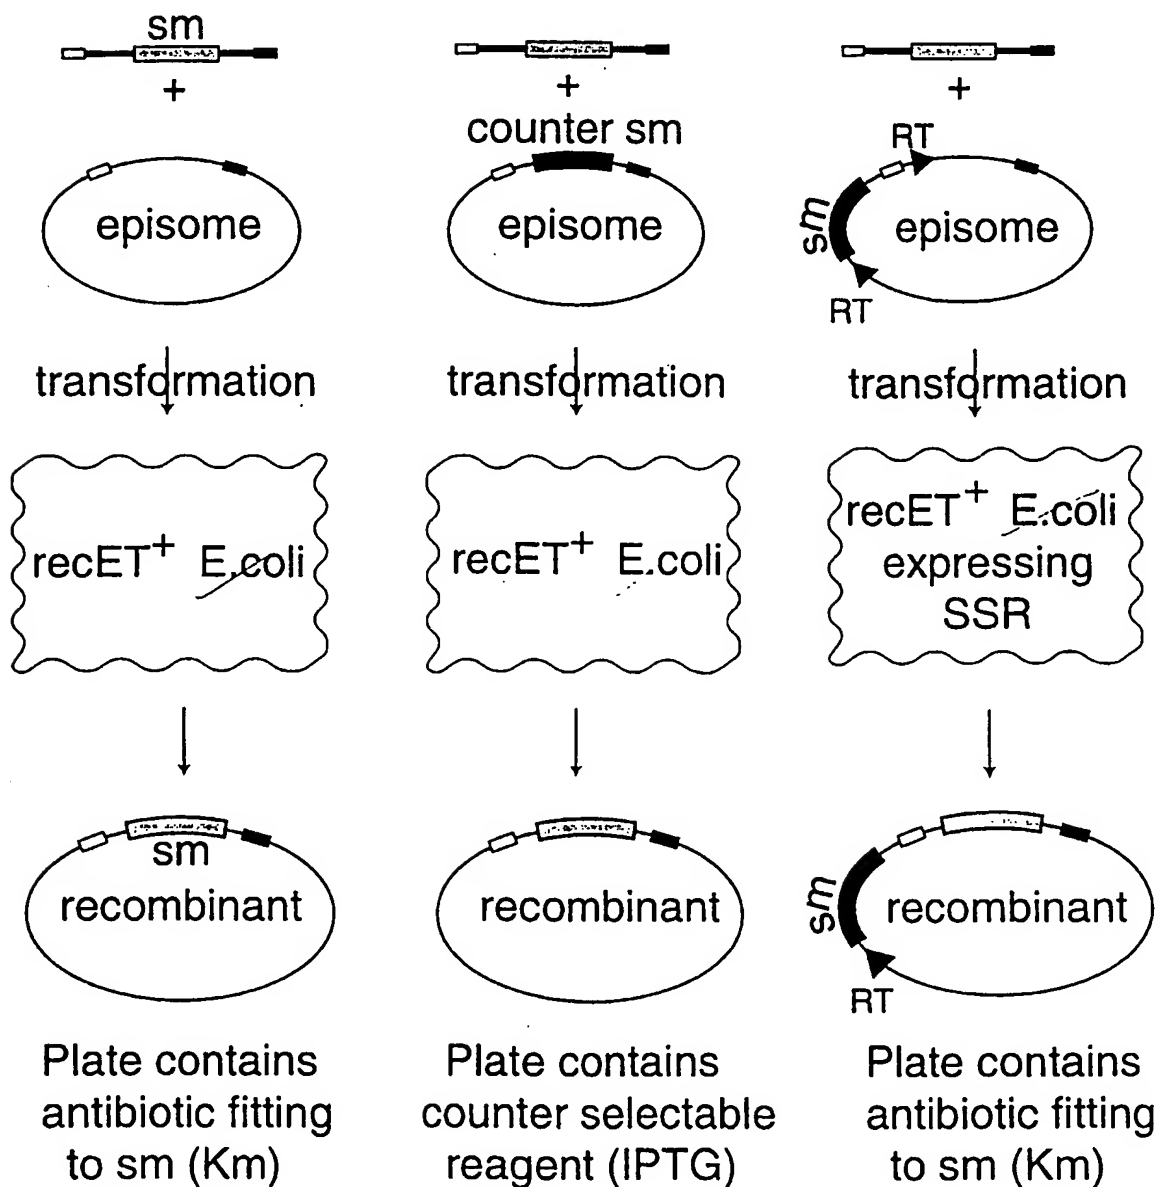 sm
+
episome
transformation
recET+ E.coli
sm
recombinant
Plate contains
antibiotic fitting
to sm (Km)
+
counter sm
episome
transformation
recET+ E.coli
recombinant
Plate contains
counter selectable
reagent (IPTG)
+
RT
sm
episome
RT
transformation
recET+ E.coli
expressing
SSR
sm
recombinant
RT
Plate contains
antibiotic fitting
to sm (Km)